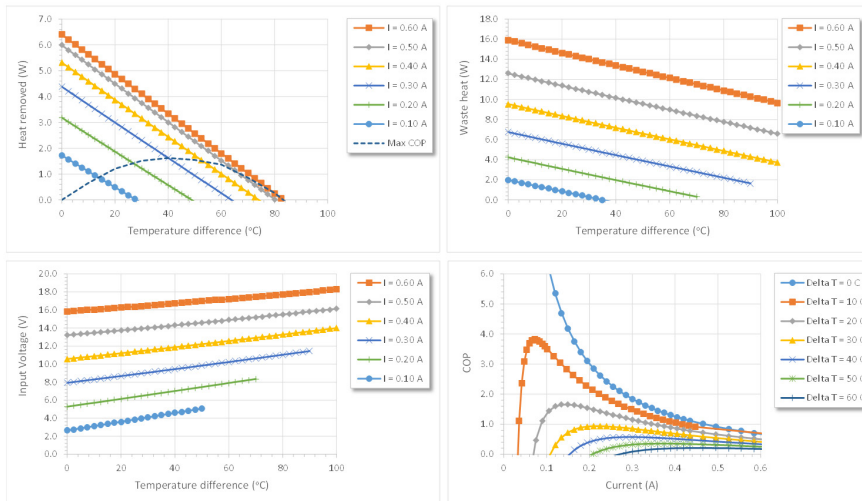 7.0
6.0
5.0
4.0
3.0
2.0
1.0
0.0
0
20
40
60
80
100
Heat removed (W)
Temperature difference (°C)
I = 0.60 A
I = 0.50 A
I = 0.40 A
I = 0.30 A
I = 0.20 A
I = 0.10 A
Max COP
18.0
16.0
14.0
12.0
10.0
8.0
6.0
4.0
2.0
0.0
0
20
40
60
80
100
Waste heat (W)
Temperature difference (°C)
I = 0.60 A
I = 0.50 A
I = 0.40 A
I = 0.30 A
I = 0.20 A
I = 0.10 A
20.0
18.0
16.0
14.0
12.0
10.0
8.0
6.0
4.0
2.0
0.0
0
20
40
60
80
100
Input Voltage (V)
Temperature difference (°C)
I = 0.60 A
I = 0.50 A
I = 0.40 A
I = 0.30 A
I = 0.20 A
I = 0.10 A
6.0
5.0
4.0
3.0
2.0
1.0
0.0
0
0.1
0.2
0.3
0.4
0.5
0.6
COP
Current (A)
Delta T = 0 C
Delta T = 10 C
Delta T = 20 C
Delta T = 30 C
Delta T = 40 C
Delta T = 50 C
Delta T = 60 C